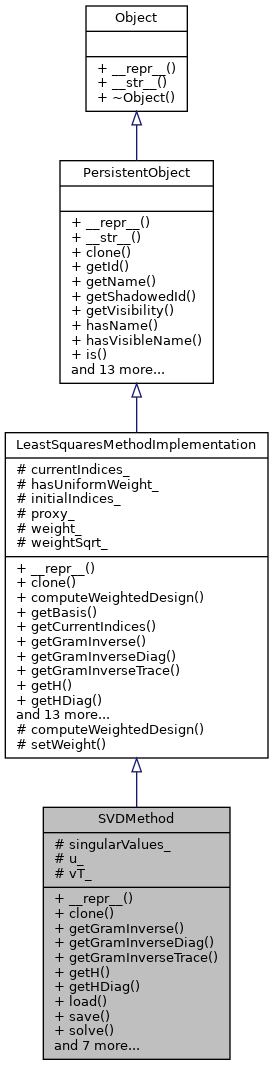 Object
+ __repr__()
+ __str__()
+ ~Object()
PersistentObject
+ __repr__()
+ __str__()
+ clone()
+ getId()
+ getName()
+ getShadowedId()
+ getVisibility()
+ hasName()
+ hasVisibleName()
+ is()
and 13 more...
LeastSquaresMethodImplementation
# currentIndices_
# hasUniformWeight_
# initialIndices_
# proxy_
# weight_
# weightSqrt_
+ __repr__()
+ clone()
+ computeWeightedDesign()
+ getBasis()
+ getCurrentIndices()
+ getGramInverse()
+ getGramInverseDiag()
+ getGramInverseTrace()
+ getH()
+ getHDiag()
and 13 more...
# computeWeightedDesign()
# setWeight()
SVDMethod
# singularValues_
# u_
# vT_
+ __repr__()
+ clone()
+ getGramInverse()
+ getGramInverseDiag()
+ getGramInverseTrace()
+ getH()
+ getHDiag()
+ load()
+ save()
+ solve()
and 7 more...